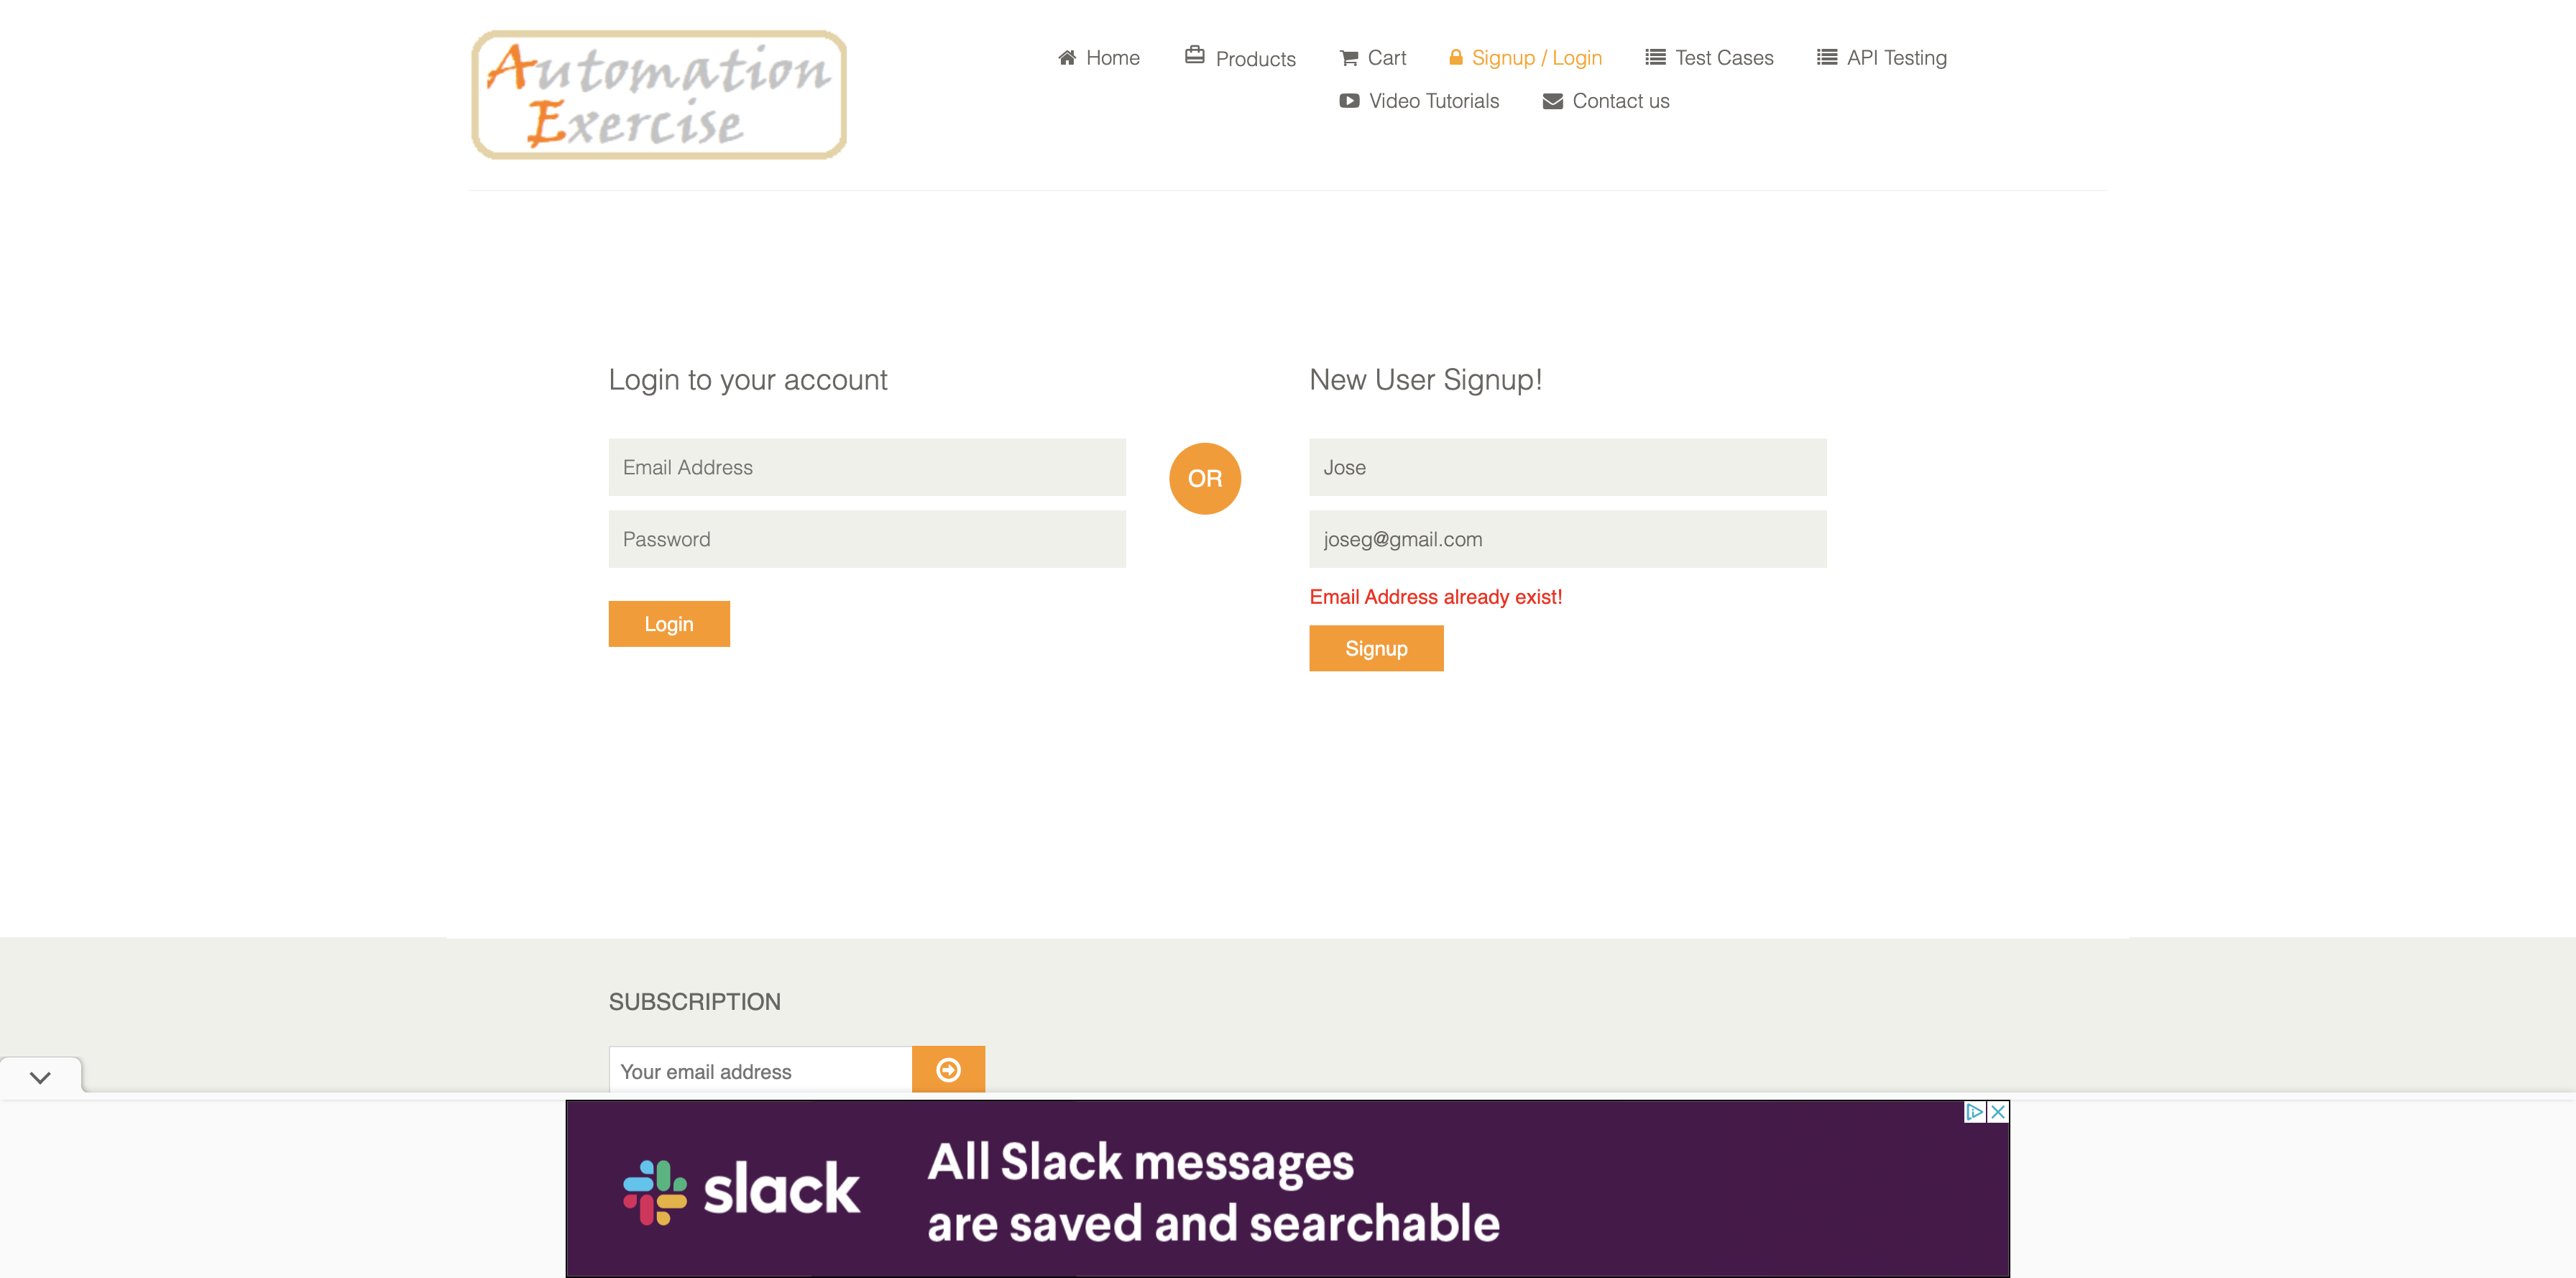 Automation
Exercise
Home
Products
Cart
Signup / Login
Test Cases
API Testing
Video Tutorials
Contact us
Login to your account
Email Address
Password
Login
OR
New User Signup!
Jose
joseg@gmail.com
Email Address already exist!
Signup
SUBSCRIPTION
Your email address
slack
All Slack messages
are saved and searchable